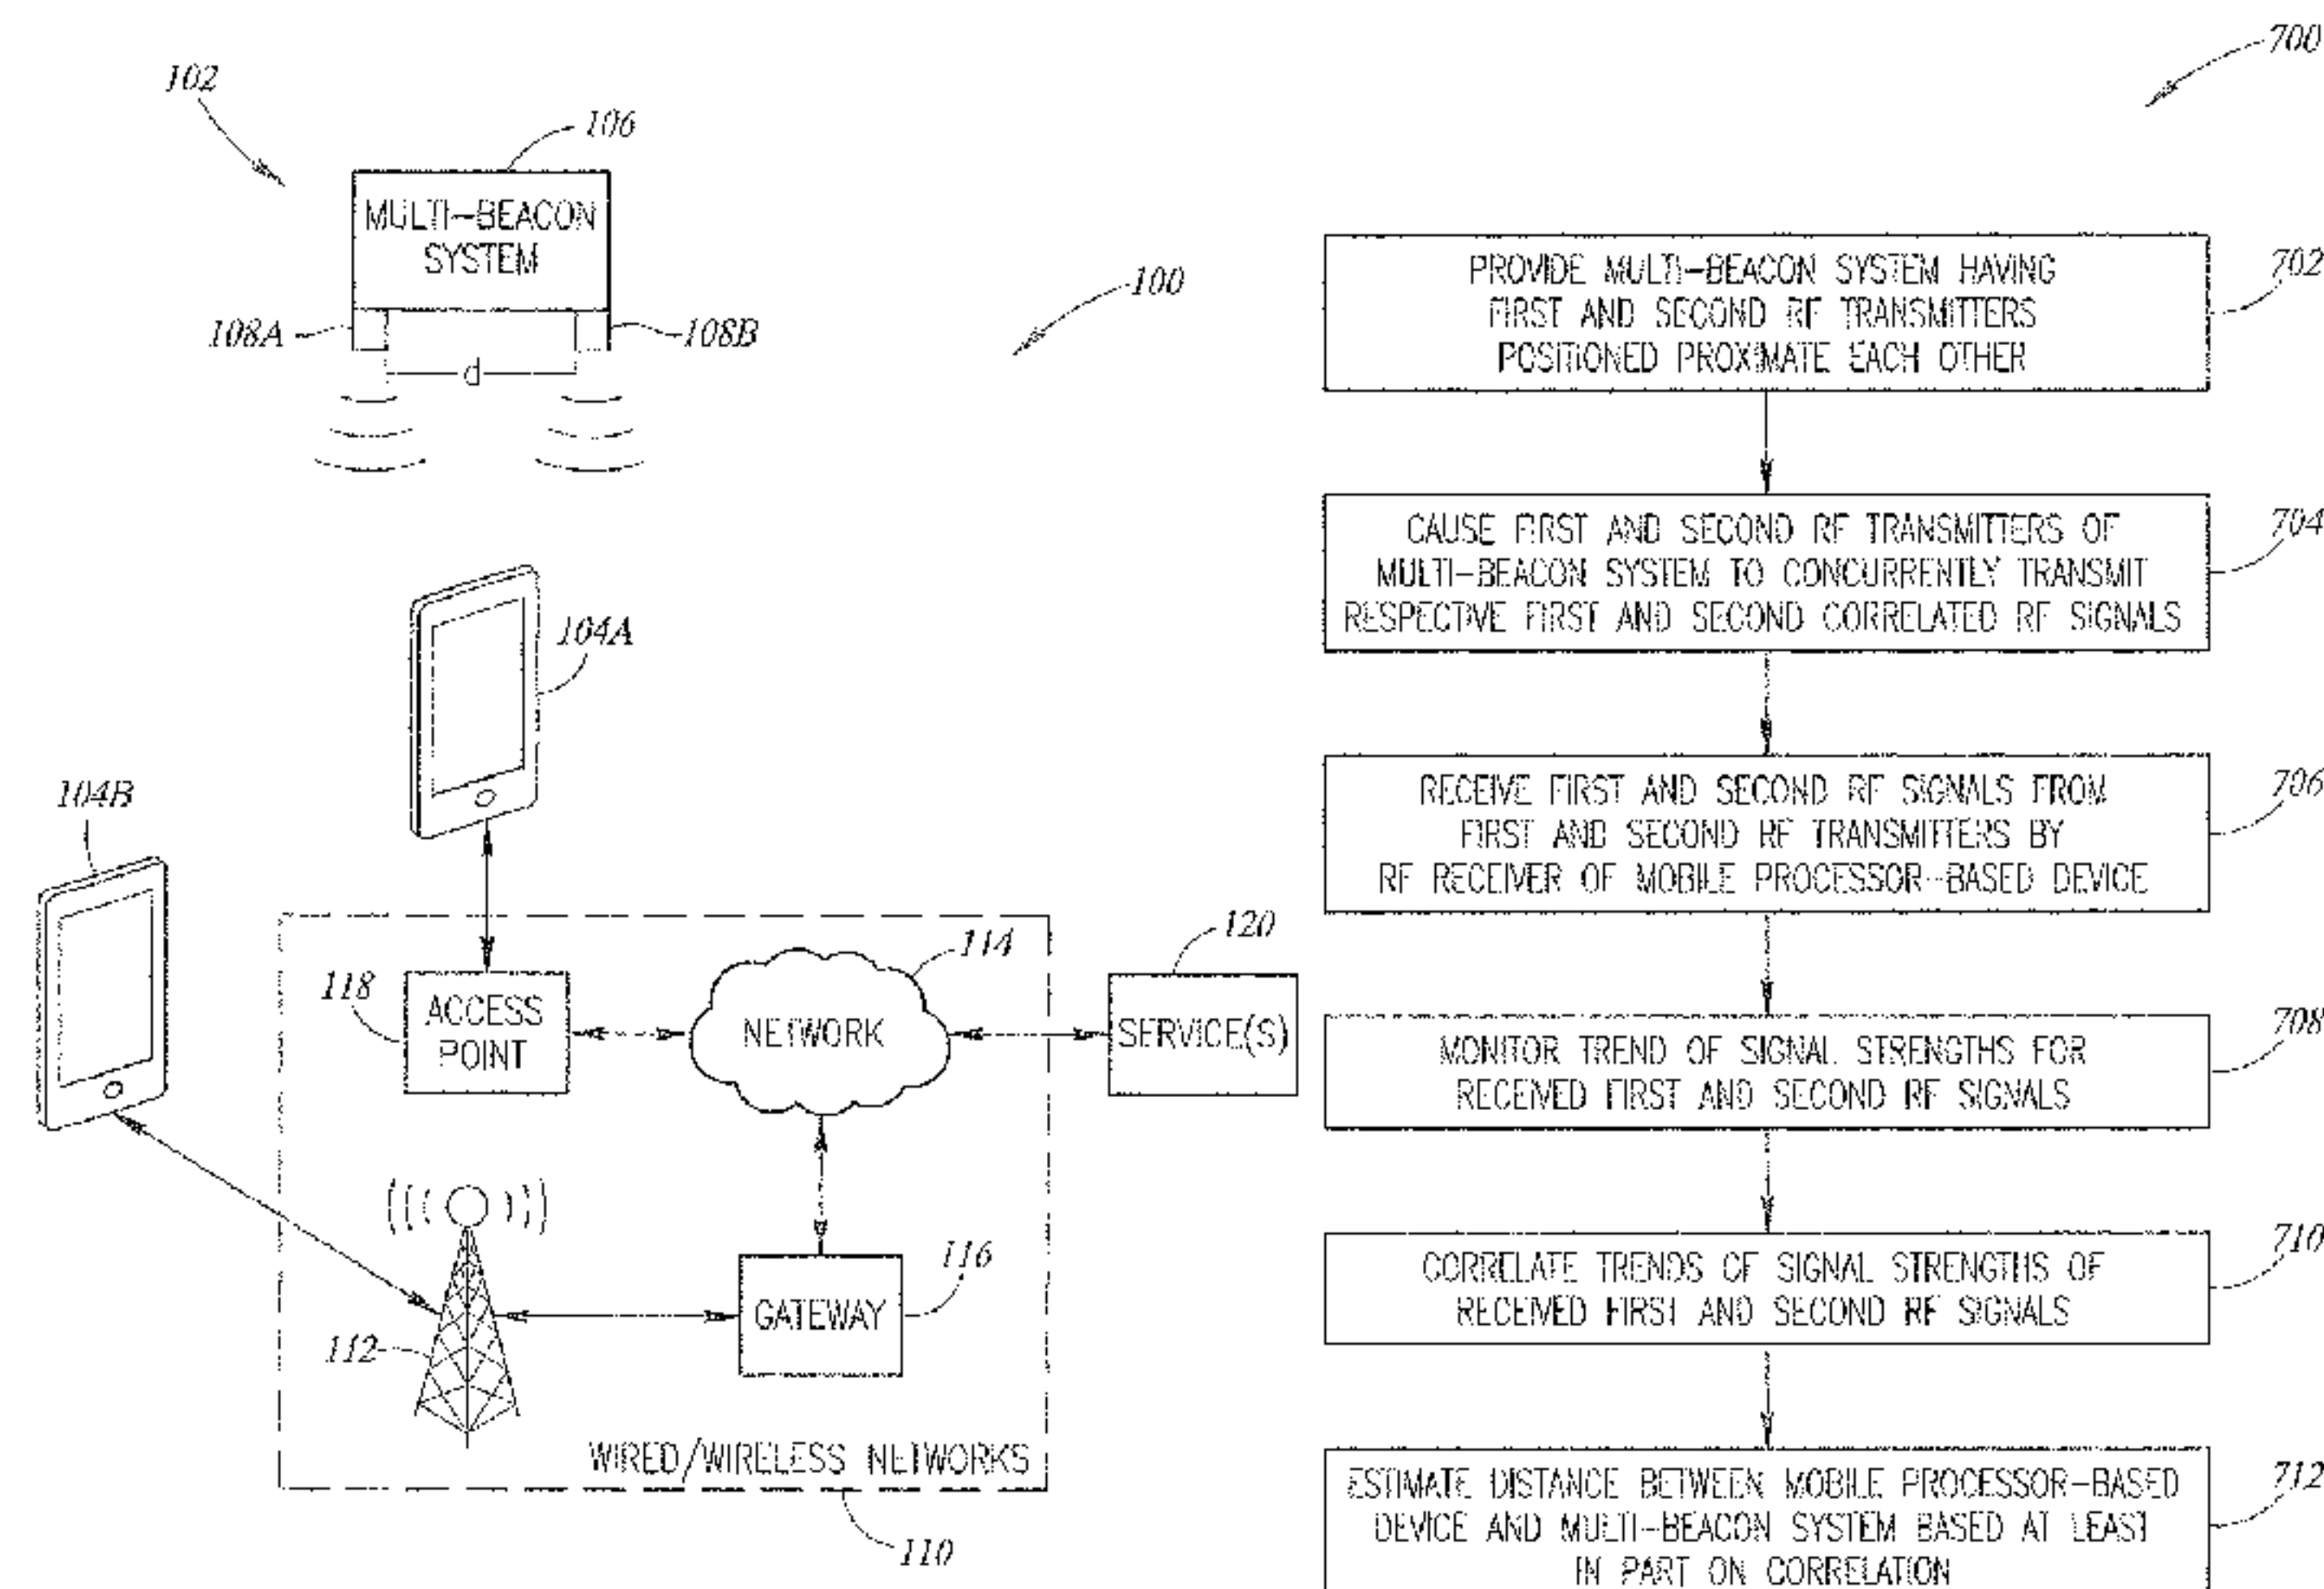 102
106
MULTI-BEACON
SYSTEM
108A
108B
d
100
104A
104B
118
ACCESS
POINT
114
NETWORK
120
SERVICE(S)
112
116
GATEWAY
WIRED/WIRELESS NETWORKS
110
700
PROVIDE MULTI-BEACON SYSTEM HAVING
FIRST AND SECOND RF TRANSMITTERS
POSITIONED PROXIMATE EACH OTHER
702
CAUSE FIRST AND SECOND RF TRANSMITTERS OF
MULTI-BEACON SYSTEM TO CONCURRENTLY TRANSMIT
RESPECTIVE FIRST AND SECOND CORRELATED RF SIGNALS
704
RECEIVE FIRST AND SECOND RF SIGNALS FROM
FIRST AND SECOND RF TRANSMITTERS BY
RF RECEIVER OF MOBILE PROCESSOR-BASED DEVICE
706
MONITOR TREND OF SIGNAL STRENGTHS FOR
RECEIVED FIRST AND SECOND RF SIGNALS
708
CORRELATE TRENDS OF SIGNAL STRENGTHS OF
RECEIVED FIRST AND SECOND RF SIGNALS
710
ESTIMATE DISTANCE BETWEEN MOBILE PROCESSOR-BASED
DEVICE AND MULTI-BEACON SYSTEM BASED AT LEAST
IN PART ON CORRELATION
712